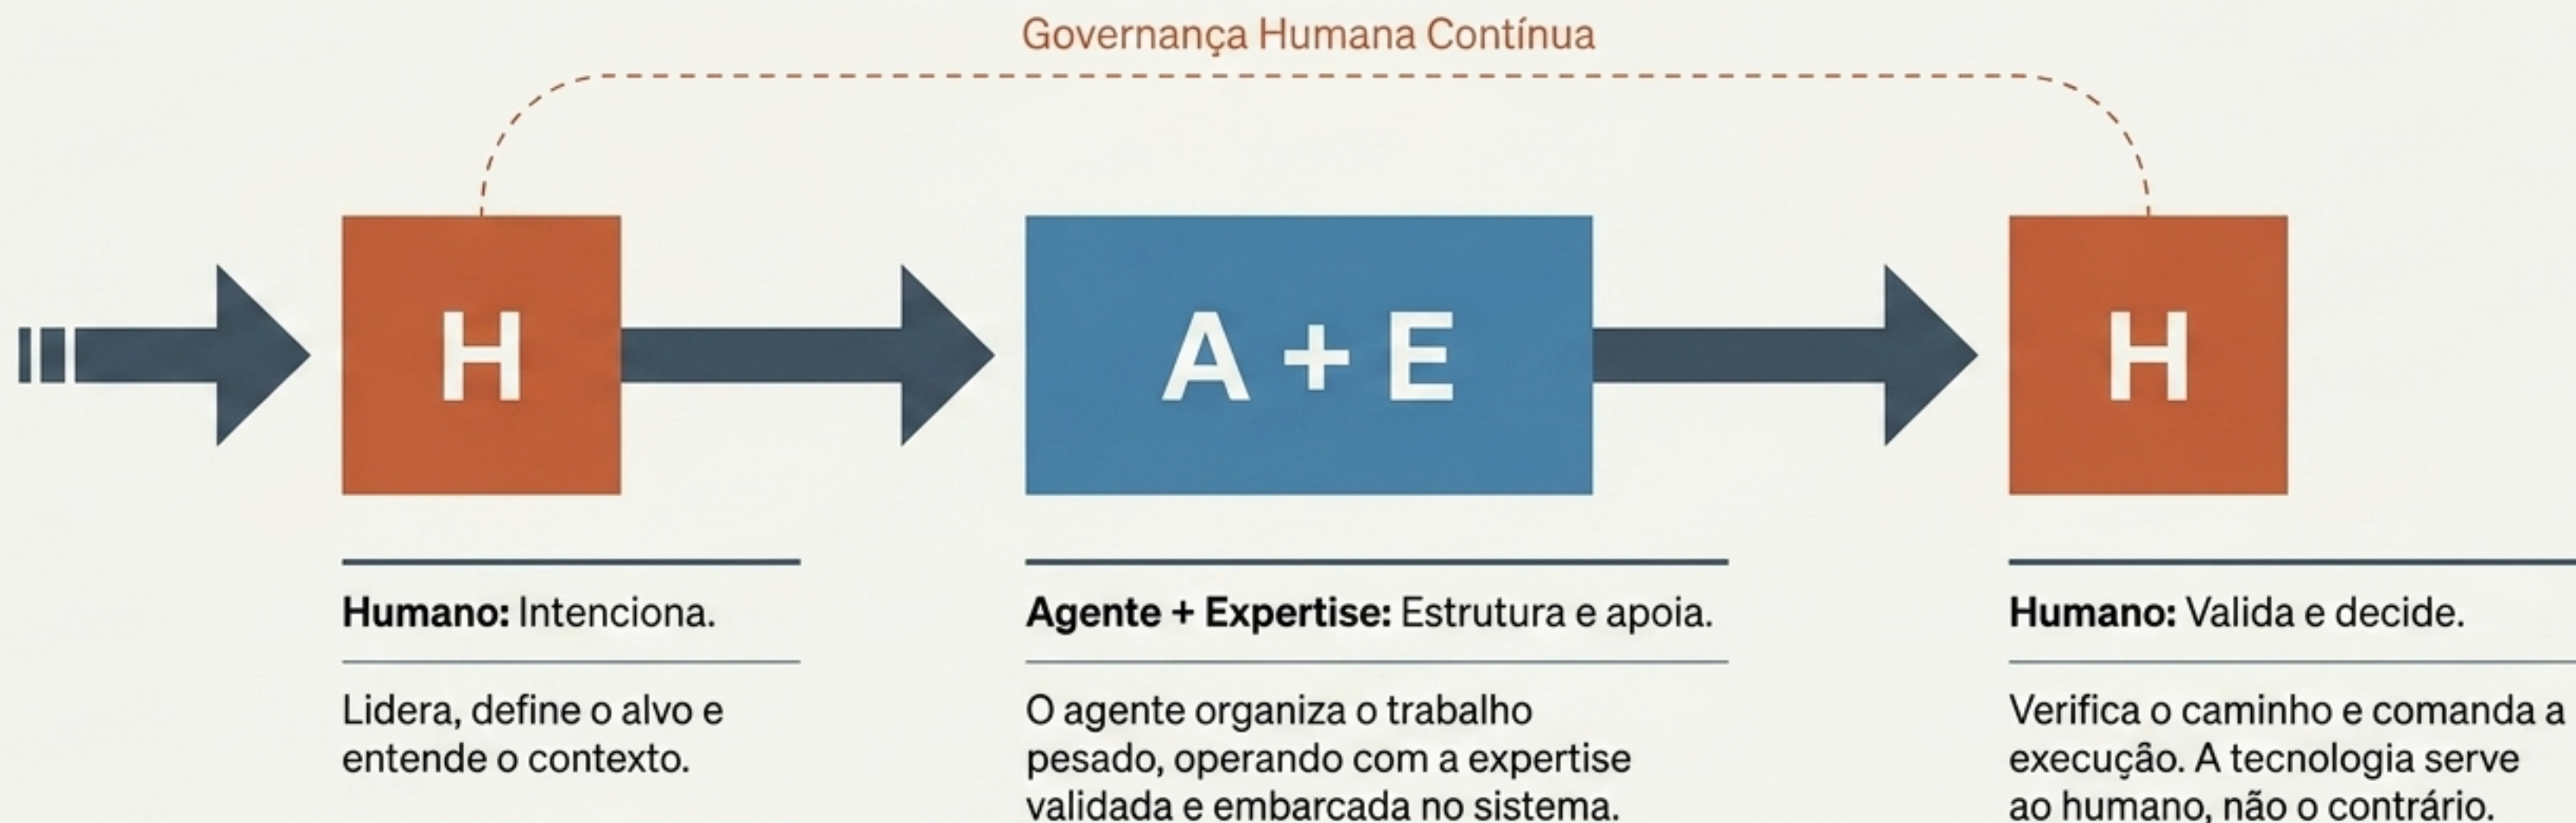 Governança Humana Contínua
H
A + E
H
Humano: Intenciona.
Lidera, define o alvo e
entende o contexto.
Agente + Expertise: Estrutura e apoia.
O agente organiza o trabalho
pesado, operando com a expertise
validada e embarcada no sistema.
Humano: Valida e decide.
Verifica o caminho e comanda a
execução. A tecnologia serve
ao humano, não o contrário.